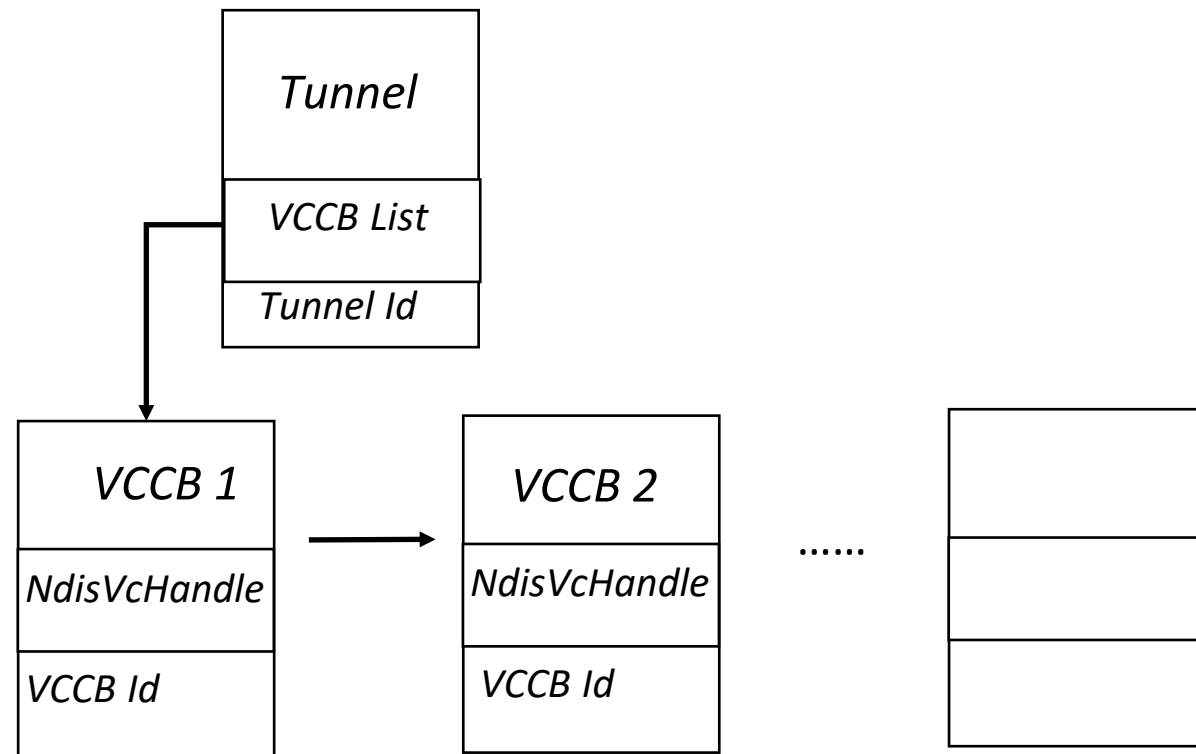 Tunnel
VCCB List
Tunnel Id
VCCB 1
NdisVcHandle
VCCB Id
VCCB 2
NdisVcHandle
VCCB Id
......